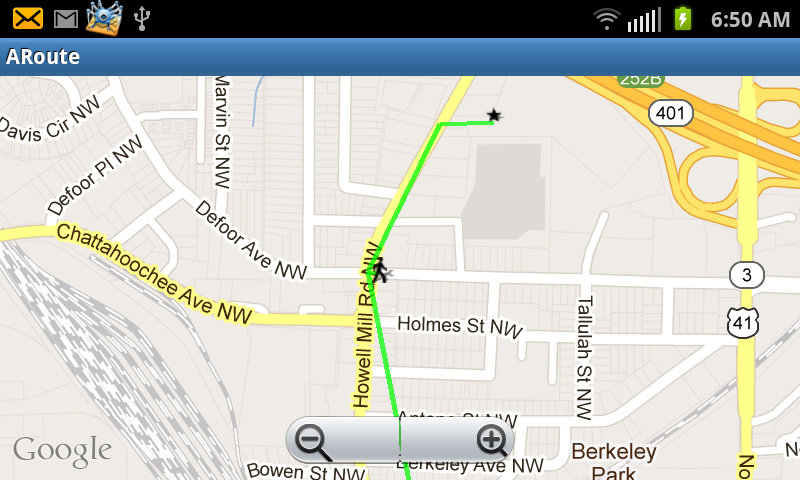 6:50 AM
ARoute
252B
401
Davis Cir NW
Marvin St NW
Defoor Pl NW
Defoor Ave NW
Chattahoochee Ave NW
Howell Mill Rd NW
3
41
Holmes St NW
Tallulah St NW
Antone St NW
Google
Berkeley
Park
Berkeley Ave NW
Bowen St NW
No
N